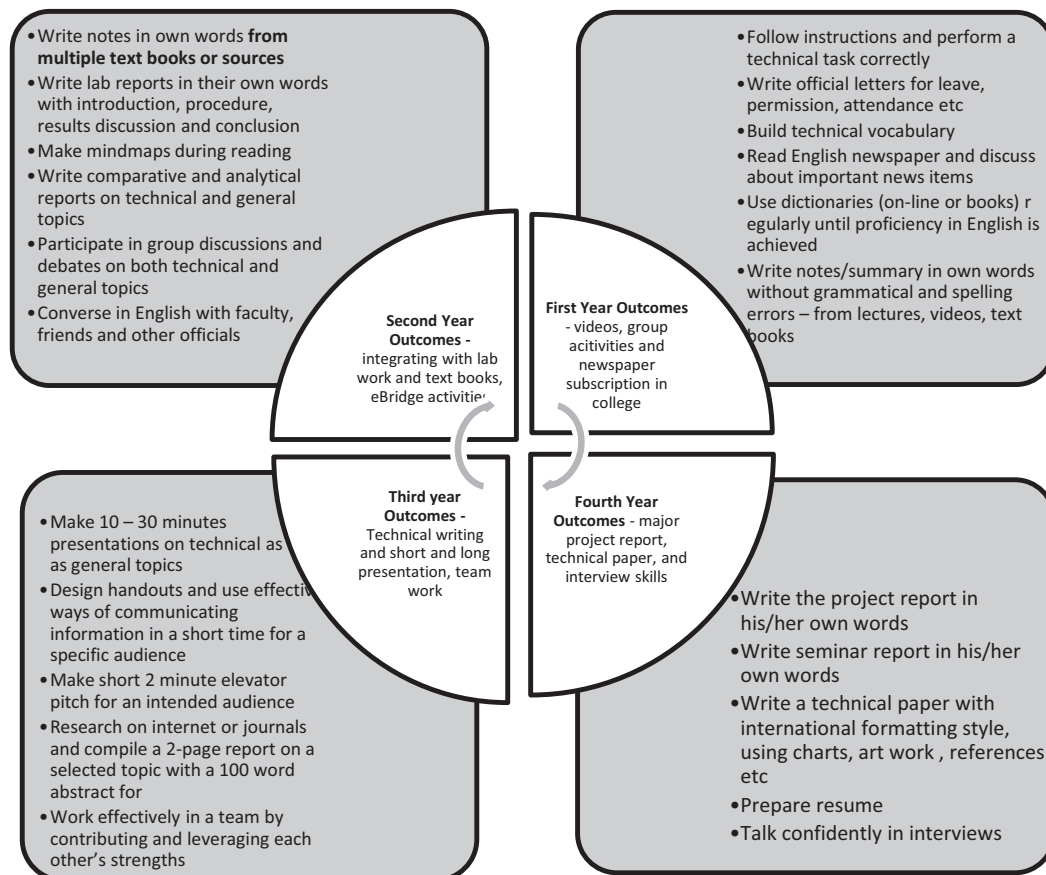 •Write notes in own words from
multiple text books or sources
•Write lab reports in their own words
with introduction, procedure,
results discussion and conclusion
•Make mindmaps during reading
•Write comparative and analytical
reports on technical and general
topics
•Participate in group discussions and
debates on both technical and
general topics
•Converse in English with faculty,
friends and other officials
•Follow instructions and perform a
technical task correctly
•Write official letters for leave,
permission, attendance etc
•Build technical vocabulary
•Read English newspaper and discuss
about important news items
•Use dictionaries (on-line or books) r
egularly until proficiency in English is
achieved
•Write notes/summary in own words
without grammatical and spelling
errors – from lectures, videos, text
books
Second Year
Outcomes -
integrating with lab
work and text books,
eBridge activities
First Year Outcomes
- videos, group
acitivities and
newspaper
subscription in
college
Third year
Outcomes -
Technical writing
and short and long
presentation, team
work
Fourth Year
Outcomes - major
project report,
technical paper, and
interview skills
•Make 10 – 30 minutes
presentations on technical as
as general topics
•Design handouts and use effectiv
ways of communicating
information in a short time for a
specific audience
•Make short 2 minute elevator
pitch for an intended audience
•Research on internet or journals
and compile a 2-page report on a
selected topic with a 100 word
abstract for
•Work effectively in a team by
contributing and leveraging each
other's strengths
•Write the project report in
his/her own words
•Write seminar report in his/her
own words
•Write a technical paper with
international formatting style,
using charts, art work , references
etc
•Prepare resume
•Talk confidently in interviews